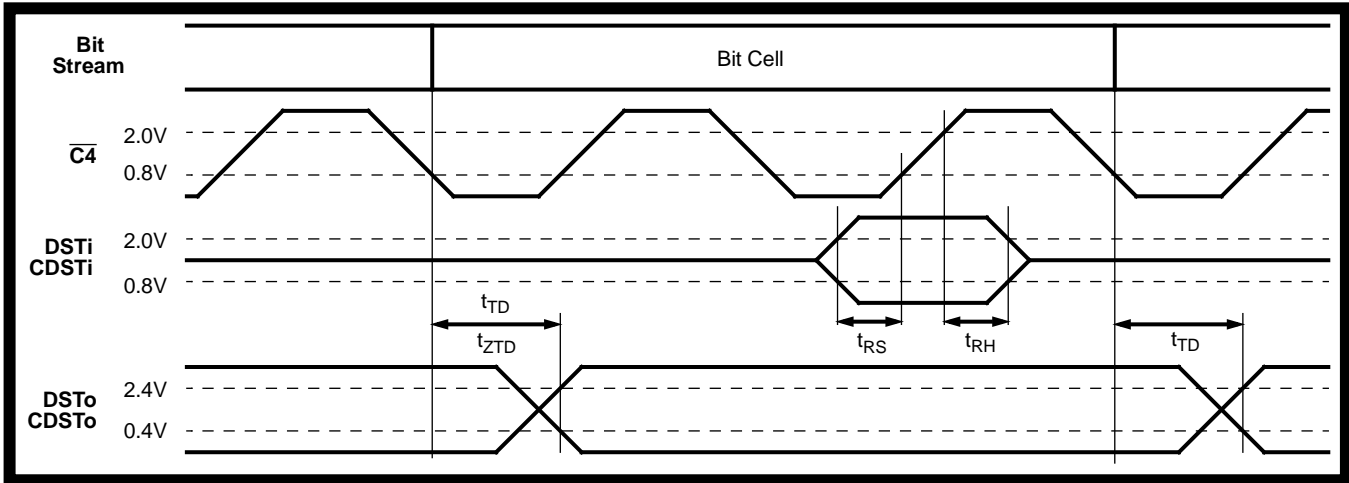 Bit
Stream
Bit Cell
2.0V
C̅4̅
0.8V
DSTi
CDSTi
2.0V
0.8V
tTD
tZTD
tRS
tRH
tTD
DSTo
CDSTo
2.4V
0.4V